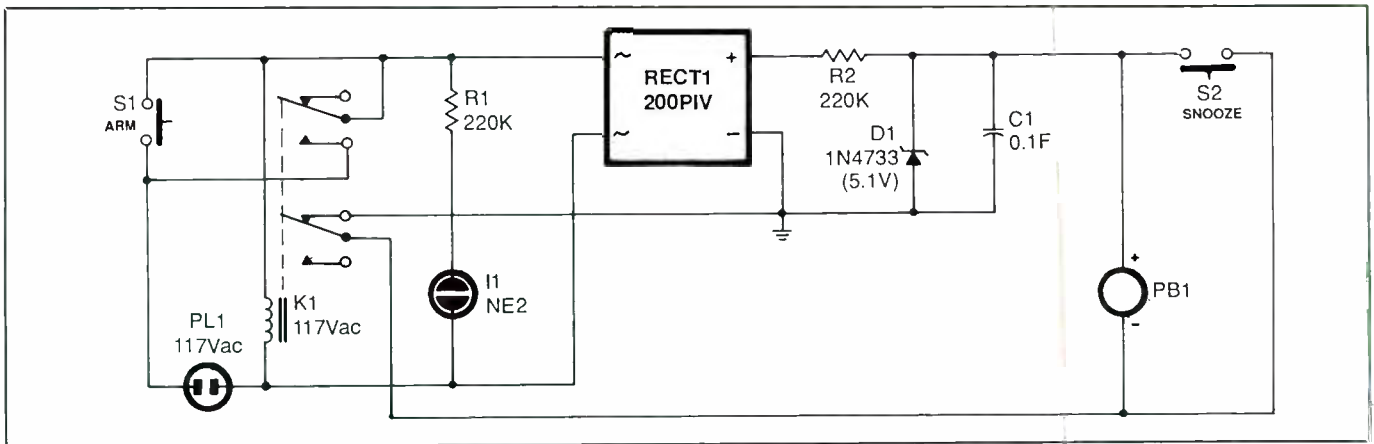 S1
ARM
PL1
117Vac
K1
117Vac
R1
220K
I1
NE2
~
~
RECT1
200PIV
+
−
R2
220K
D1
1N4733
(5.1V)
C1
0.1F
S2
SNOOZE
+
PB1
-